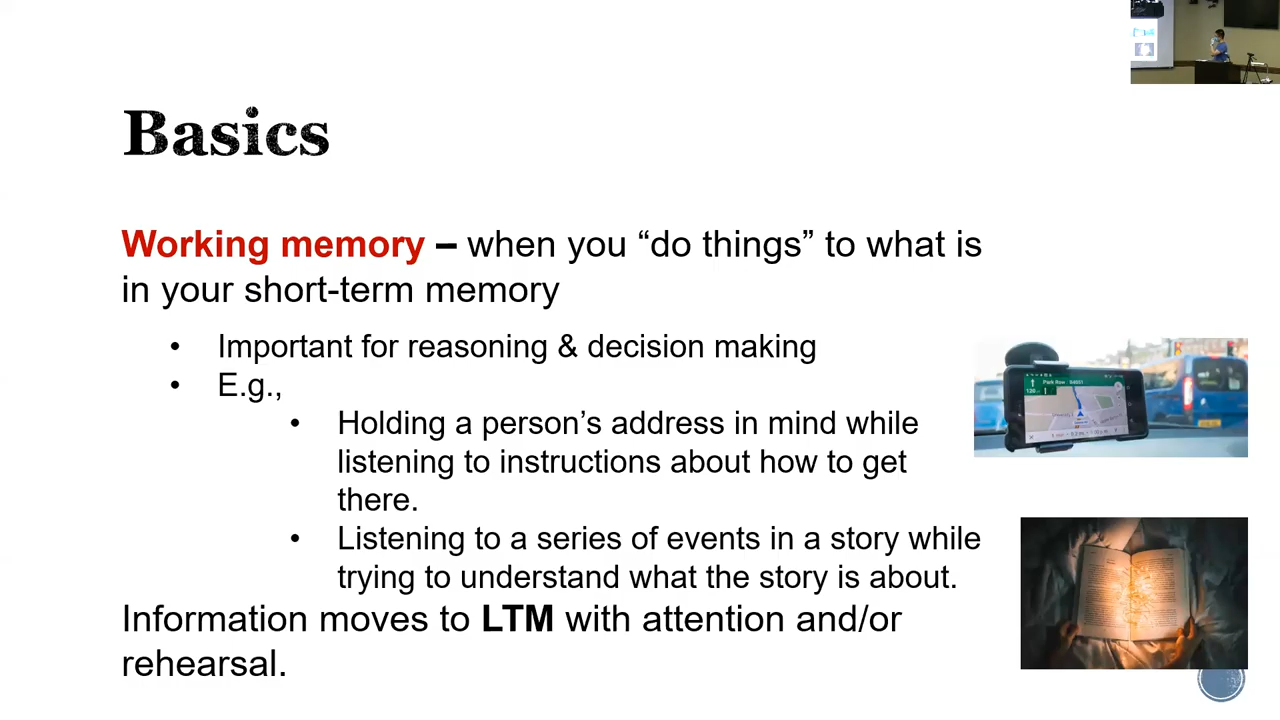 Basics
Working memory – when you “do things” to what is
in your short-term memory
• Important for reasoning & decision making
• E.g.,
• Holding a person’s address in mind while
listening to instructions about how to get
there.
• Listening to a series of events in a story while
trying to understand what the story is about.
Information moves to LTM with attention and/or
rehearsal.
Park Row